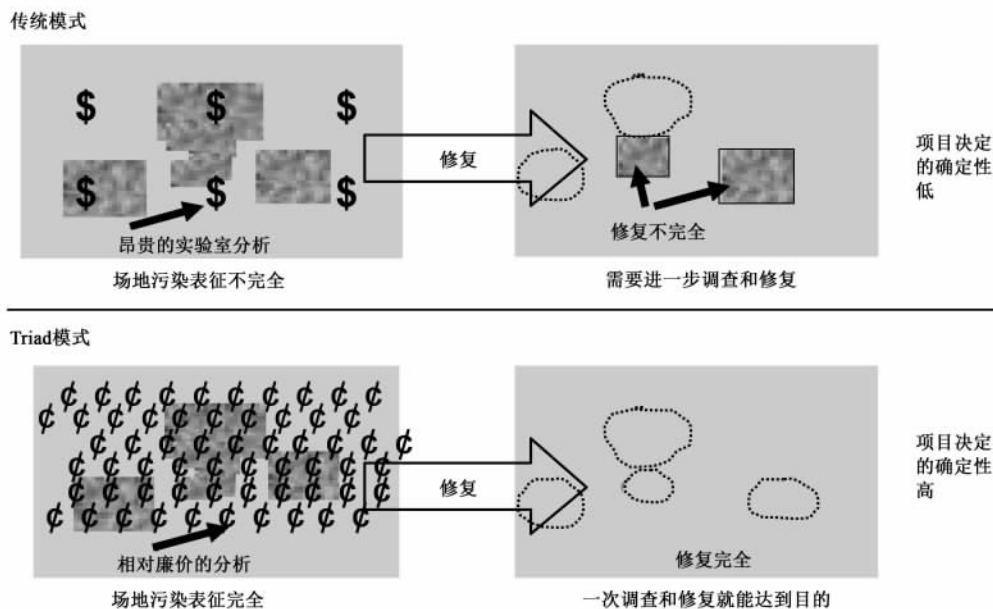 传统模式
$ $ $
修复
项目决定
的确定性
低
$ $ $
昂贵的实验室分析
修复不完全
场地污染表征不完全
需要进一步调查和修复
Triad模式
¢ ¢ ¢ ¢ ¢ ¢ ¢ ¢ ¢ ¢
¢ ¢ ¢ ¢ ¢ ¢ ¢ ¢ ¢ ¢
¢ ¢ ¢ ¢ ¢ ¢ ¢ ¢ ¢ ¢
¢ ¢ ¢ ¢ ¢ ¢ ¢ ¢ ¢ ¢
¢ ¢ ¢ ¢ ¢ ¢ ¢ ¢ ¢ ¢
¢ ¢ ¢ ¢ ¢ ¢ ¢ ¢ ¢ ¢
修复
项目决定
的确定性
高
相对廉价的分析
修复完全
场地污染表征完全
一次调查和修复就能达到目的